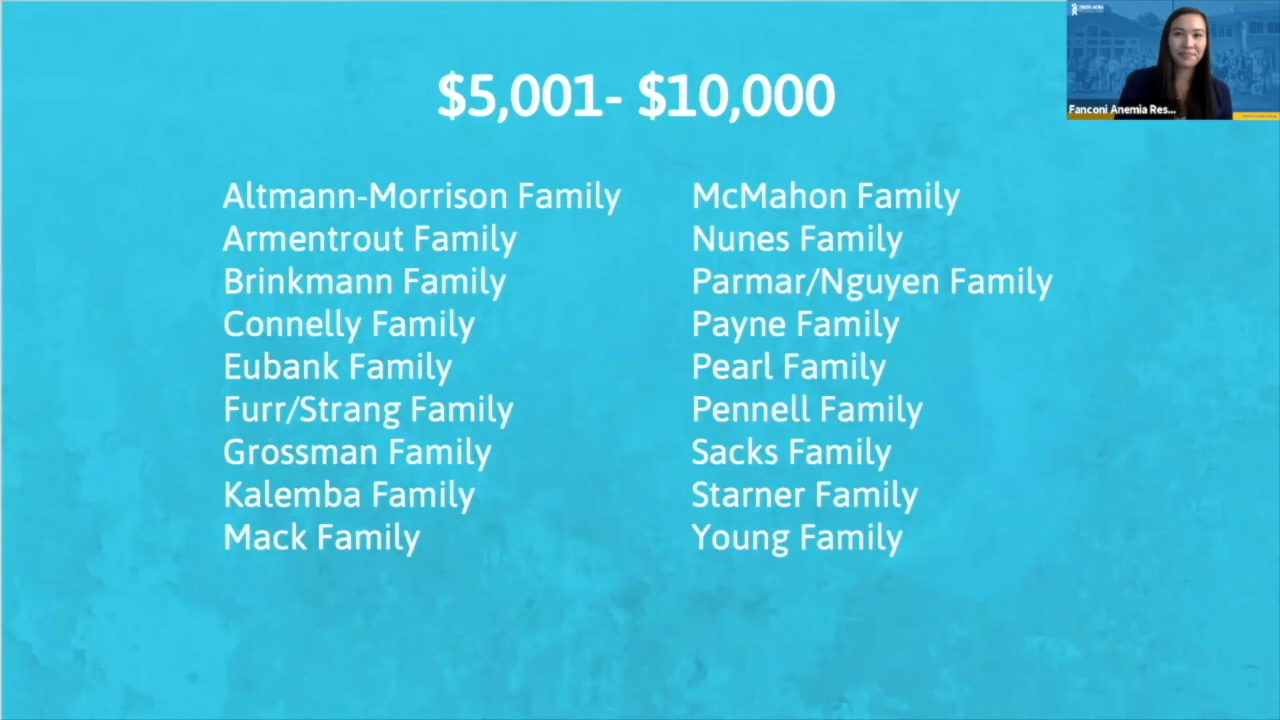 $5,001- $10,000
Altmann-Morrison Family
Armentrout Family
Brinkmann Family
Connelly Family
Eubank Family
Furr/Strang Family
Grossman Family
Kalemba Family
Mack Family
McMahon Family
Nunes Family
Parmar/Nguyen Family
Payne Family
Pearl Family
Pennell Family
Sacks Family
Starner Family
Young Family
Fanconi Anemia Res...